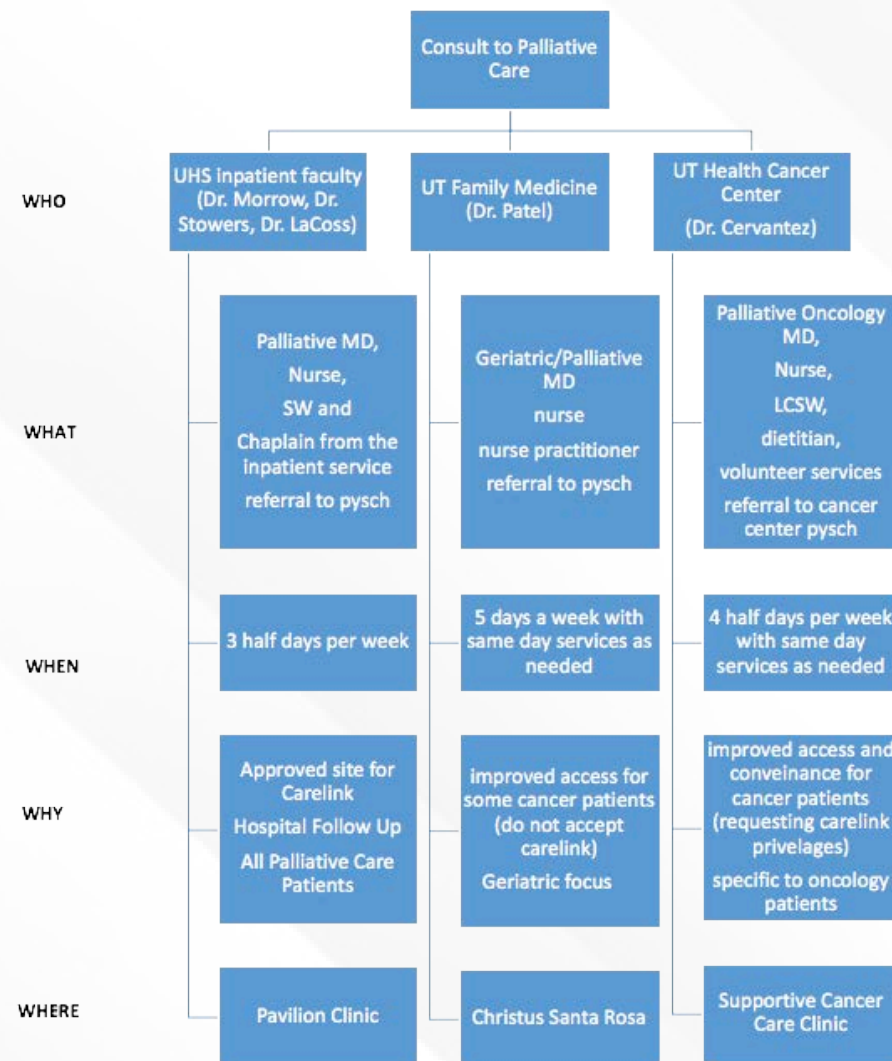 Consult to Palliative
Care
WHO
UHS inpatient faculty
(Dr. Morrow, Dr.
Stowers, Dr. LaCoss)
UT Family Medicine
(Dr. Patel)
UT Health Cancer
Center
(Dr. Cervantez)
WHAT
Palliative MD,
Nurse,
SW and
Chaplain from the
inpatient service
referral to pysch
Geriatric/Palliative
MD
nurse
nurse practitioner
referral to pysch
Palliative Oncology
MD,
Nurse,
LCSW,
dietitian,
volunteer services
referral to cancer
center pysch
WHEN
3 half days per week
5 days a week with
same day services as
needed
4 half days per week
with same day
services as needed
WHY
Approved site for
Carelink
Hospital Follow Up
All Palliative Care
Patients
improved access for
some cancer patients
(do not accept
carelink)
Geriatric focus
improved access and
conveinance for
cancer patients
(requesting carelink
privelages)
specific to oncology
patients
WHERE
Pavilion Clinic
Christus Santa Rosa
Supportive Cancer
Care Clinic